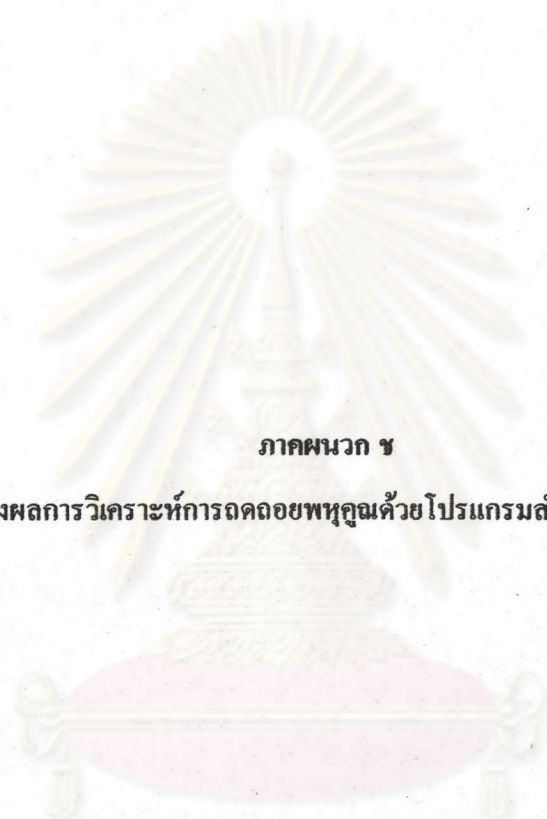 ภาคผนวก ช
งผลการวิเคราะห์การถดถอยพหุคูณด้วยโปรแกรมส